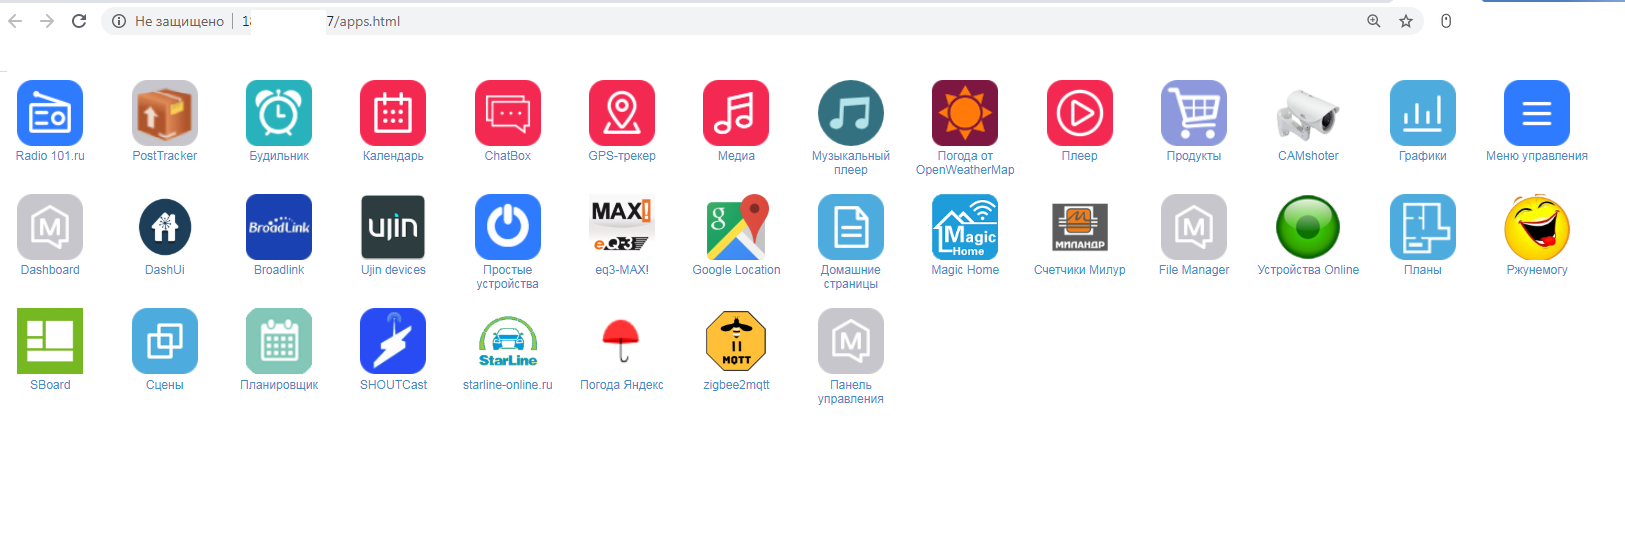 Не защищено 7/apps.html
Radio 101.ru PostTracker Будильник Календарь ChatBox GPS-трекер Медиа Музыкальный плеер Погода от OpenWeatherMap Плеер Продукты CAMshoter Графики Меню управления
BroadLink
ujin
MAX!
eQ-3
g
Magic
Home
МИЛАНДР
Dashboard DashUi Broadlink Ujin devices Простые устройства eq3-MAX! Google Location Домашние страницы Magic Home Счетчики Милур File Manager Устройства Online Планы Ржунемогу
StarLine
MQTT
SBoard Сцены Планировщик SHOUTCast starline-online.ru Погода Яндекс zigbee2mqtt Панель управления